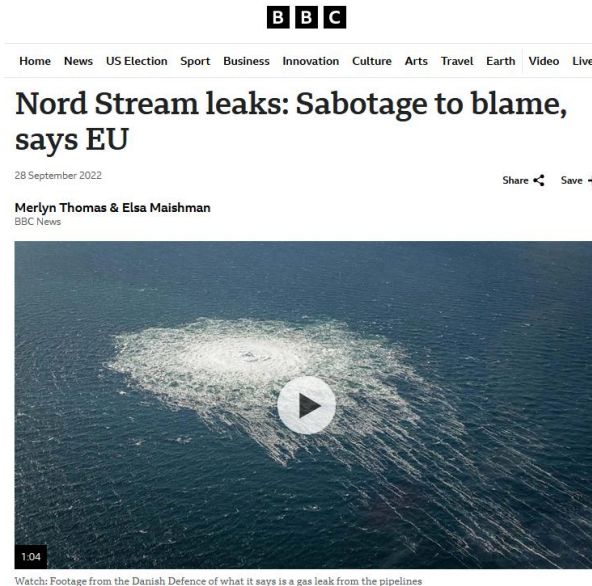 BBC
Home News US Election Sport Business Innovation Culture Arts Travel Earth Video Live
Nord Stream leaks: Sabotage to blame,
says EU
28 September 2022
Share Save
Merlyn Thomas & Elsa Maishman
BBC News
1:04
Watch: Footage from the Danish Defence of what it says is a gas leak from the pipelines